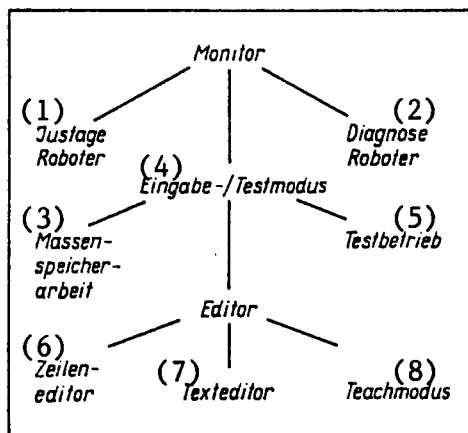 Monitor
(1)
Justage
Roboter
(2)
Diagnose
Roboter
(4)
Eingabe-/Testmodus
(3)
Massen-
speicher-
arbeit
(5)
Testbetrieb
Editor
(6)
Zeilen-
editor
(7)
Texteditor
(8)
Teachmodus